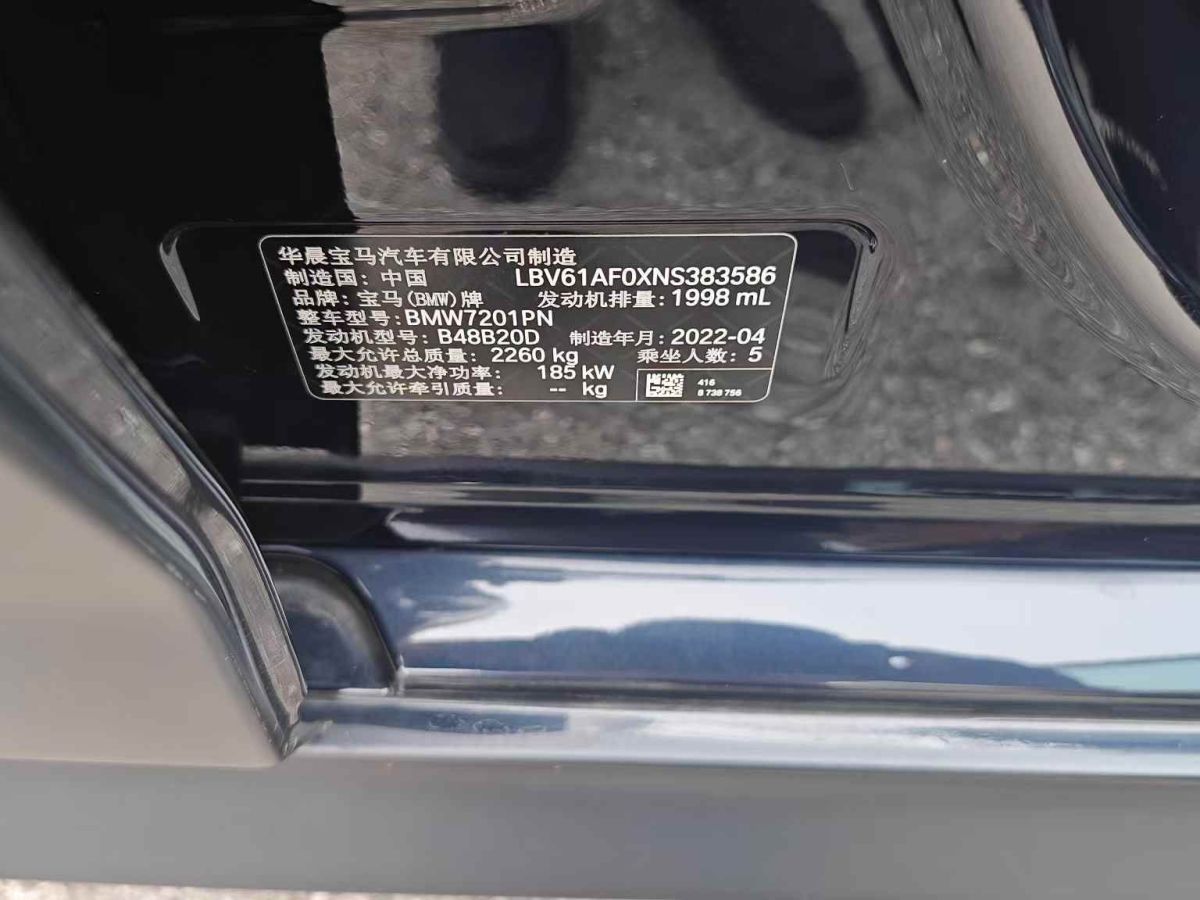 华晨宝马汽车有限公司制造
制造国：中国 LBV61AF0XNS383586
品牌：宝马(BMW)牌 发动机排量：1998 mL
整车型号：BMW7201PN
发动机型号：B48B20D 制造年月：2022-04
最大允许总质量：2260 kg 乘坐人数：5
发动机最大净功率：185 kW
最大允许牵引质量：-- kg
416
8 738 756